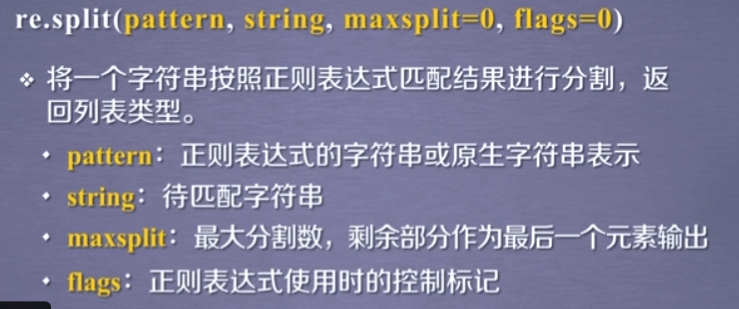 re.split(pattern, string, maxsplit=0, flags=0)
❖ 将一个字符串按照正则表达式匹配结果进行分割，返
回列表类型。
• pattern：正则表达式的字符串或原生字符串表示
• string：待匹配字符串
• maxsplit：最大分割数，剩余部分作为最后一个元素输出
• flags：正则表达式使用时的控制标记